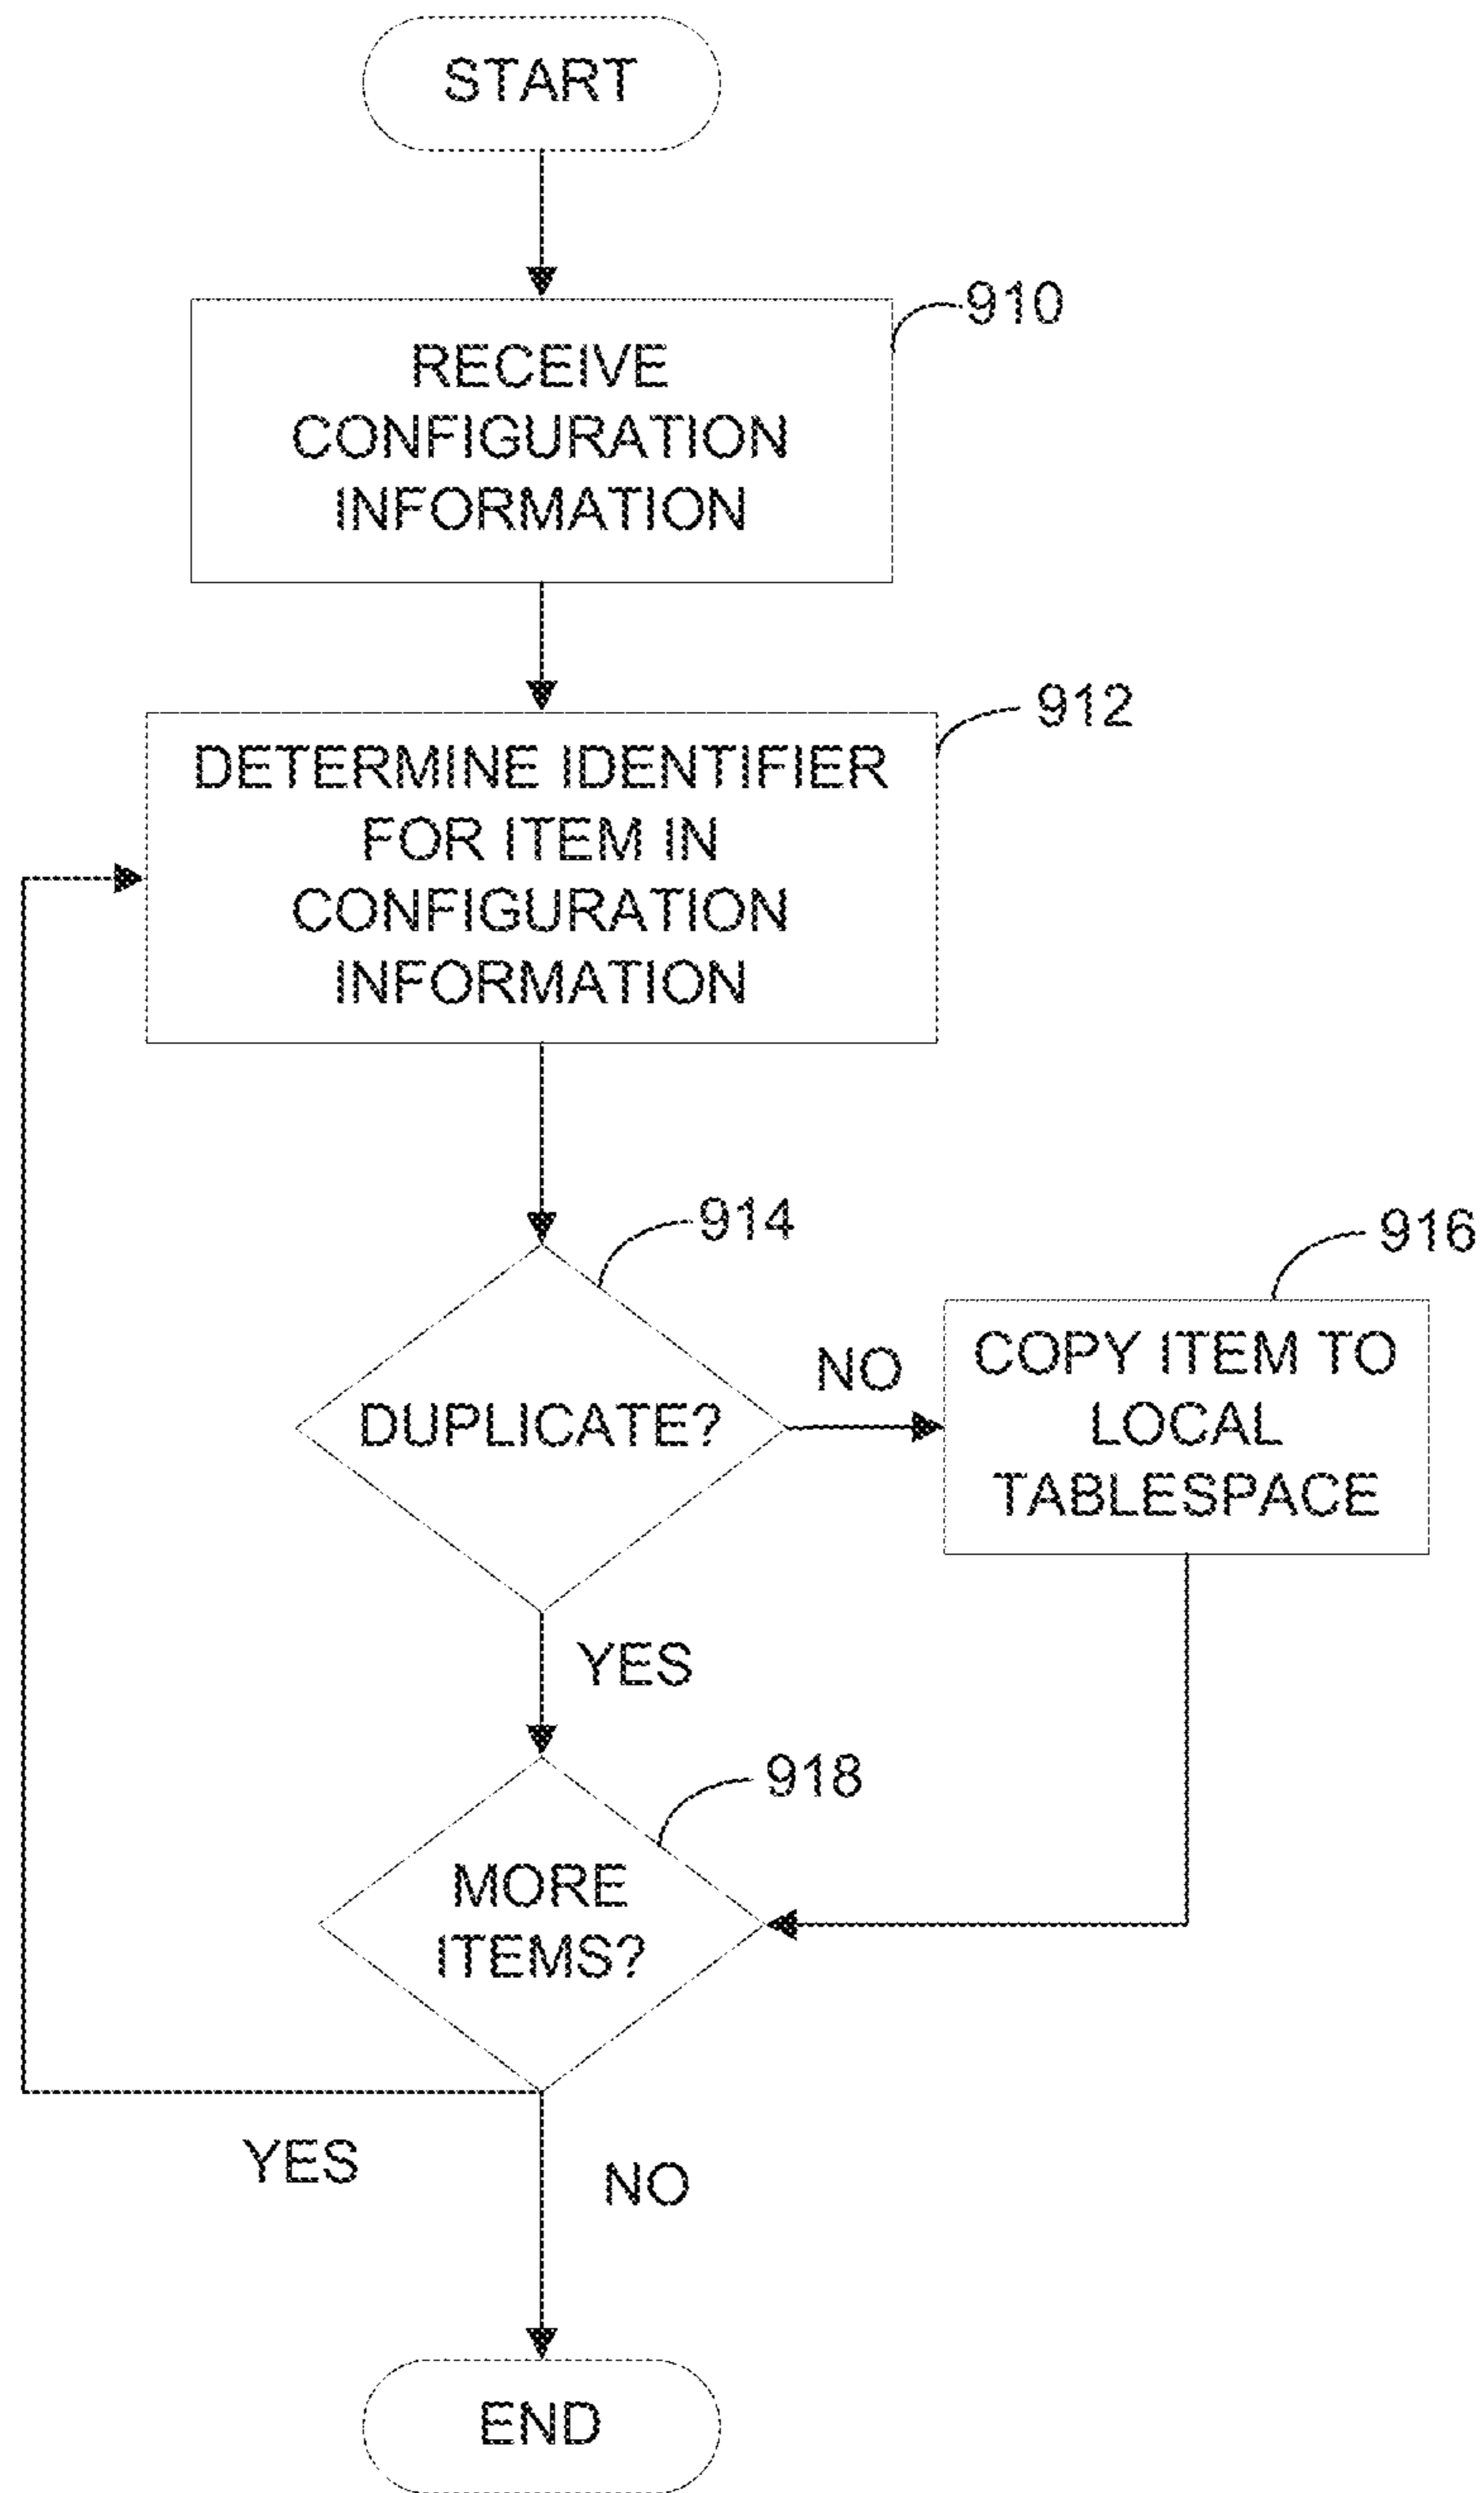 START
910
RECEIVE
CONFIGURATION
INFORMATION
912
DETERMINE IDENTIFIER
FOR ITEM IN
CONFIGURATION
INFORMATION
914
DUPLICATE?
NO
916
COPY ITEM TO
LOCAL
TABLESPACE
YES
918
MORE
ITEMS?
YES
NO
END